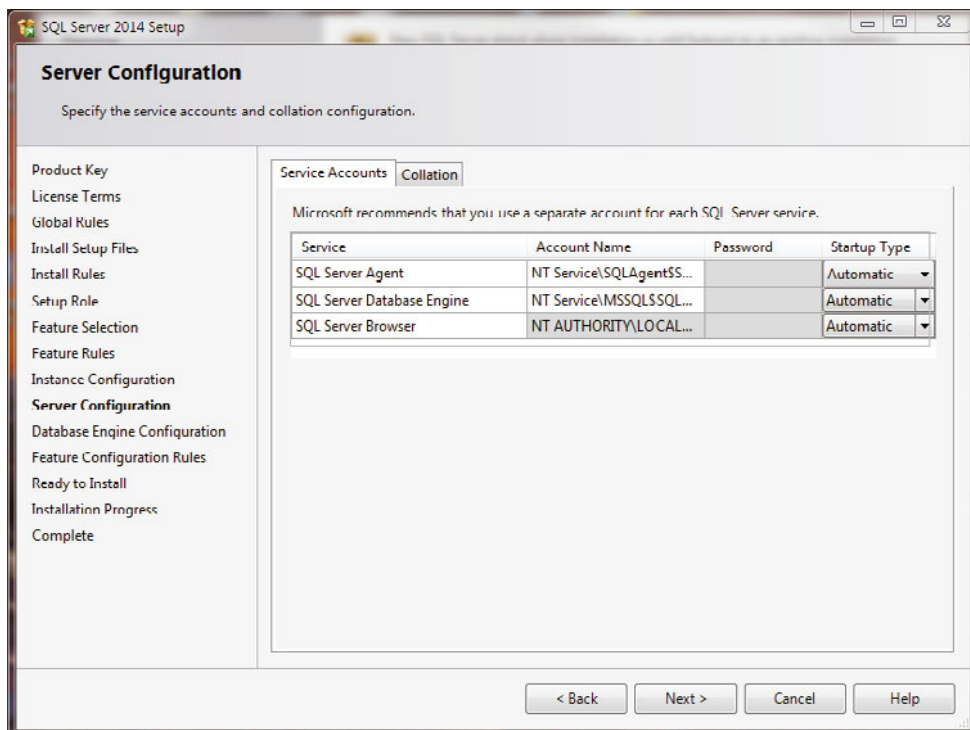 SQL Server 2014 Setup
Server Configuration
Specify the service accounts and collation configuration.
Product Key
License Terms
Global Rules
Install Setup Files
Install Rules
Setup Role
Feature Selection
Feature Rules
Instance Configuration
Server Configuration
Database Engine Configuration
Feature Configuration Rules
Ready to Install
Installation Progress
Complete
Service Accounts Collation
Microsoft recommends that you use a separate account for each SQL Server service.
Service Account Name Password Startup Type
SQL Server Agent NT Service\SQLAgent$S... Automatic
SQL Server Database Engine NT Service\MSSQL$SQL... Automatic
SQL Server Browser NT AUTHORITY\LOCAL... Automatic
< Back Next > Cancel Help